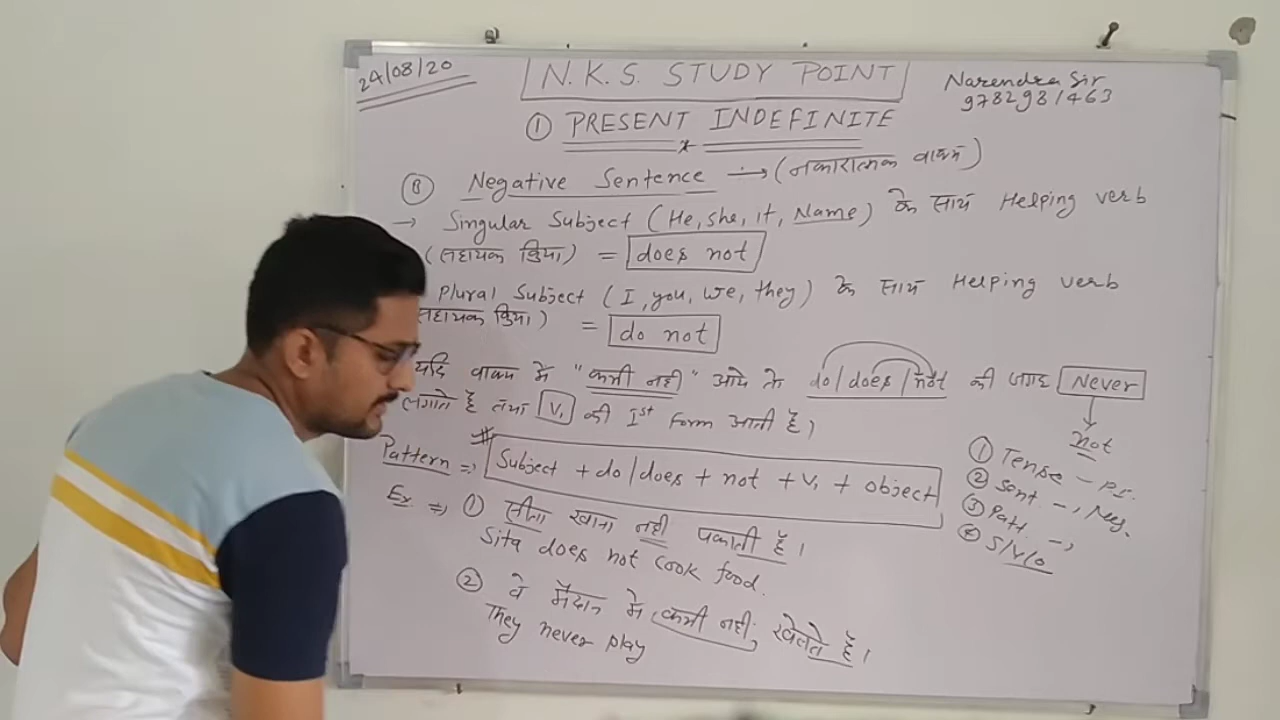 24/08/20
N.K.S. STUDY POINT
Narendra Sir
9782981463
① PRESENT INDEFINITE
Ⓑ Negative Sentence → (नकारात्मक वाक्य)
→ Singular Subject (He, she, it, Name) के साथ Helping verb
(सहायक क्रिया) = does not
Plural Subject (I, you, we, they) के साथ Helping verb
सहायक क्रिया) = do not
यदि वाक्य में "कभी नही" आये तो do/does/not की जगह Never
लगाते है तथा V₁ की Ist Form आती है।
not
Pattern ⇒ Subject + do/does + not + V₁ + object
① Tense - P.I.
② Sent. -, Neg.
③ Patt. -,
④ S/V/O
Ex. ⇒ ① सीता खाना नही पकाती है।
Sita does not cook food.
② वे मैदान मे कभी नही खेलते है।
They never play